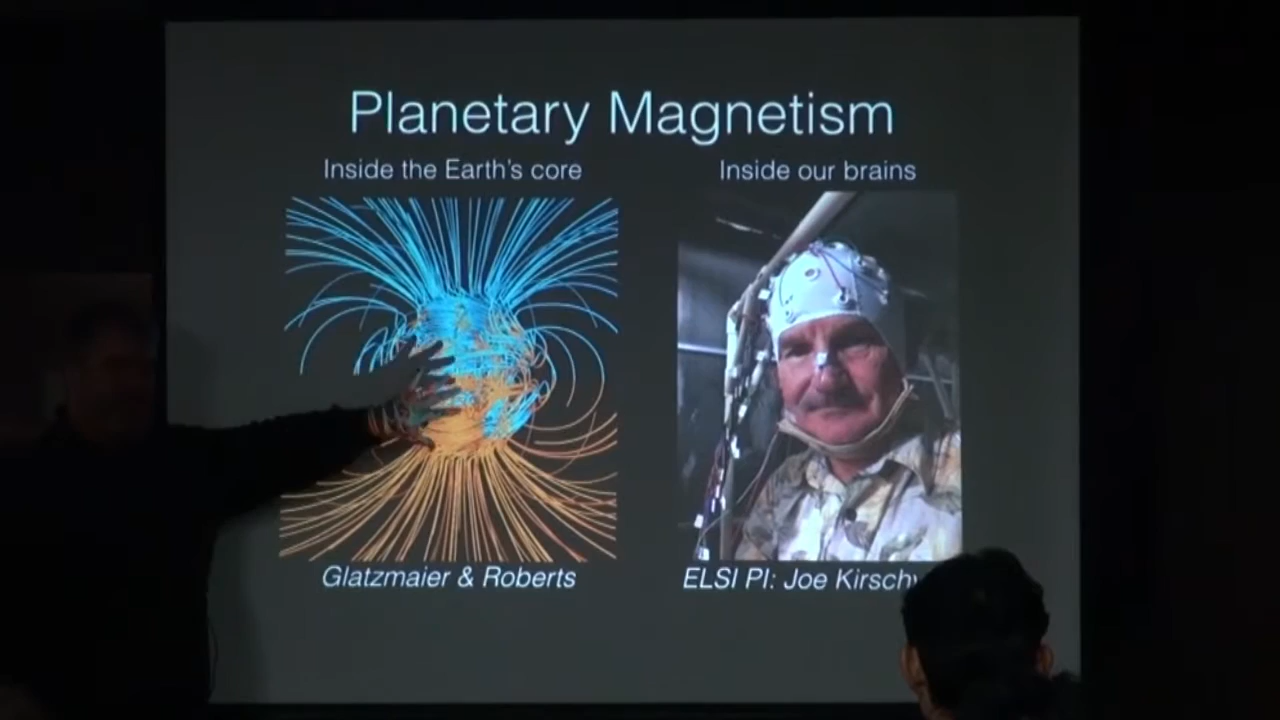 Planetary Magnetism
Inside the Earth's core
Inside our brains
Glatzmaier & Roberts
ELSI PI: Joe